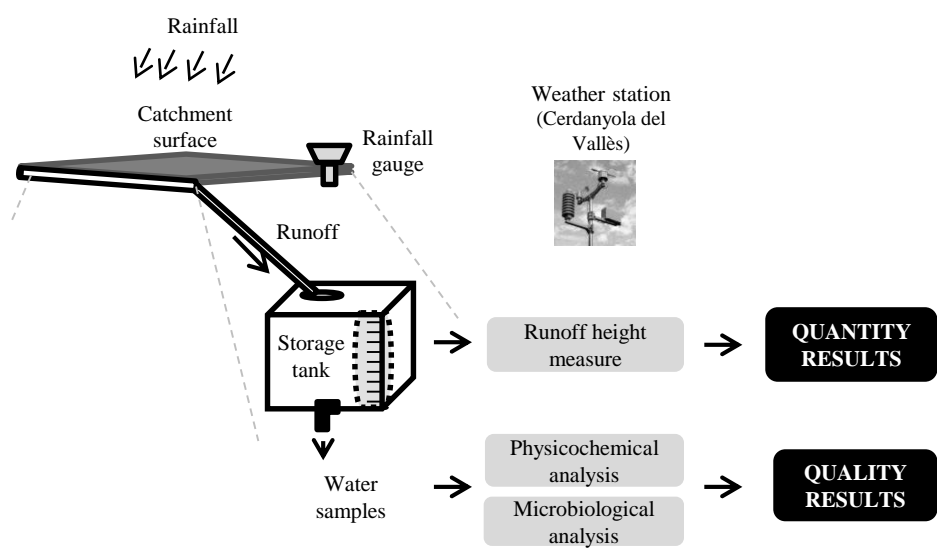 Rainfall
Catchment
surface
Rainfall
gauge
Weather station
(Cerdanyola del
Vallès)
Runoff
Storage
tank
Runoff height
measure
QUANTITY
RESULTS
Water
samples
Physicochemical
analysis
Microbiological
analysis
QUALITY
RESULTS